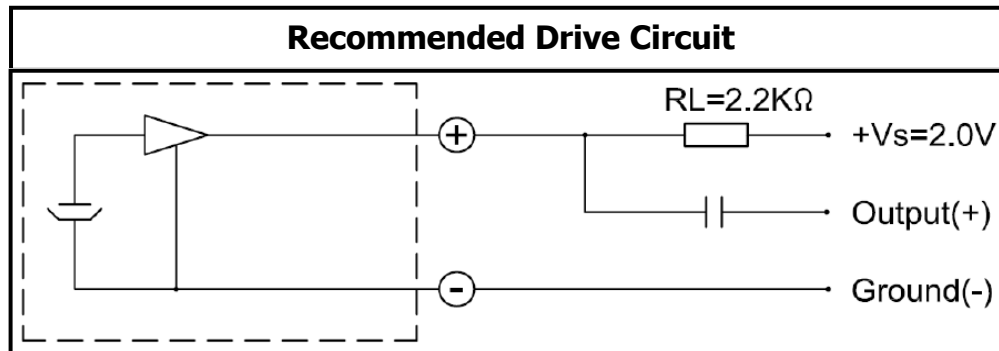 Recommended Drive Circuit
RL=2.2KΩ
+ +Vs=2.0V
Output(+)
- Ground(-)